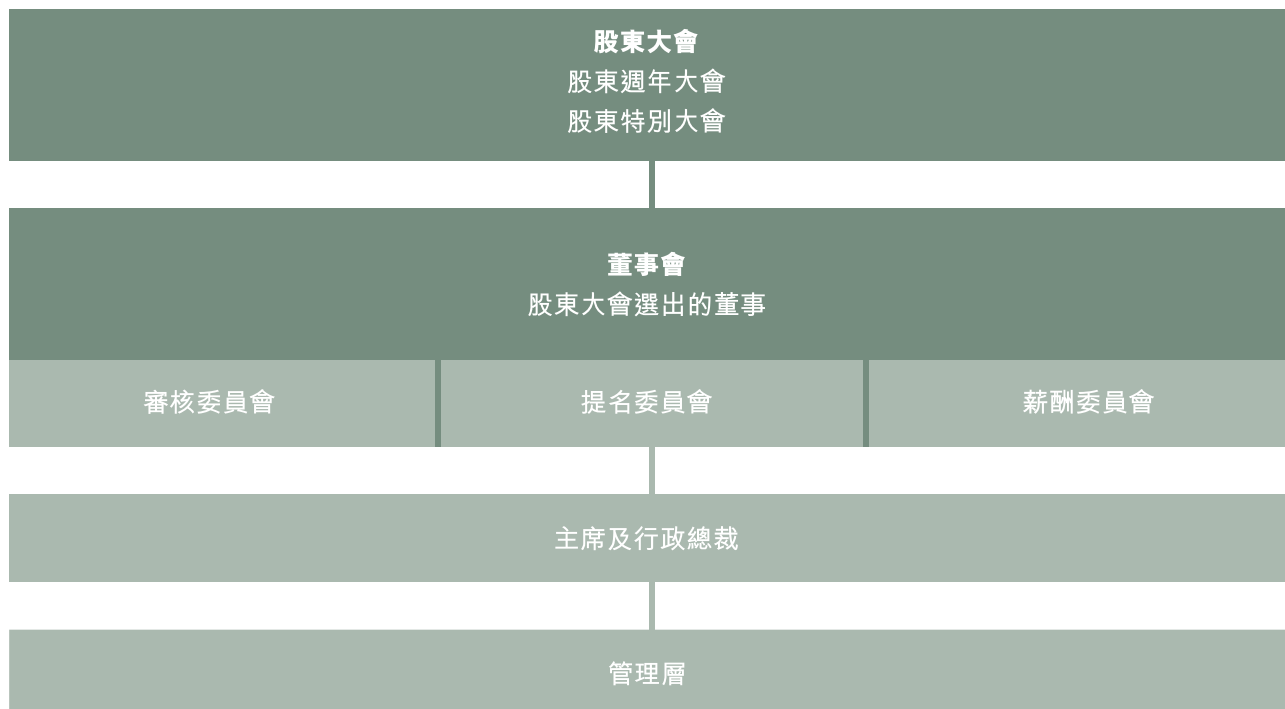 股東大會
股東週年大會
股東特別大會
董事會
股東大會選出的董事
審核委員會
提名委員會
薪酬委員會
主席及行政總裁
管理層